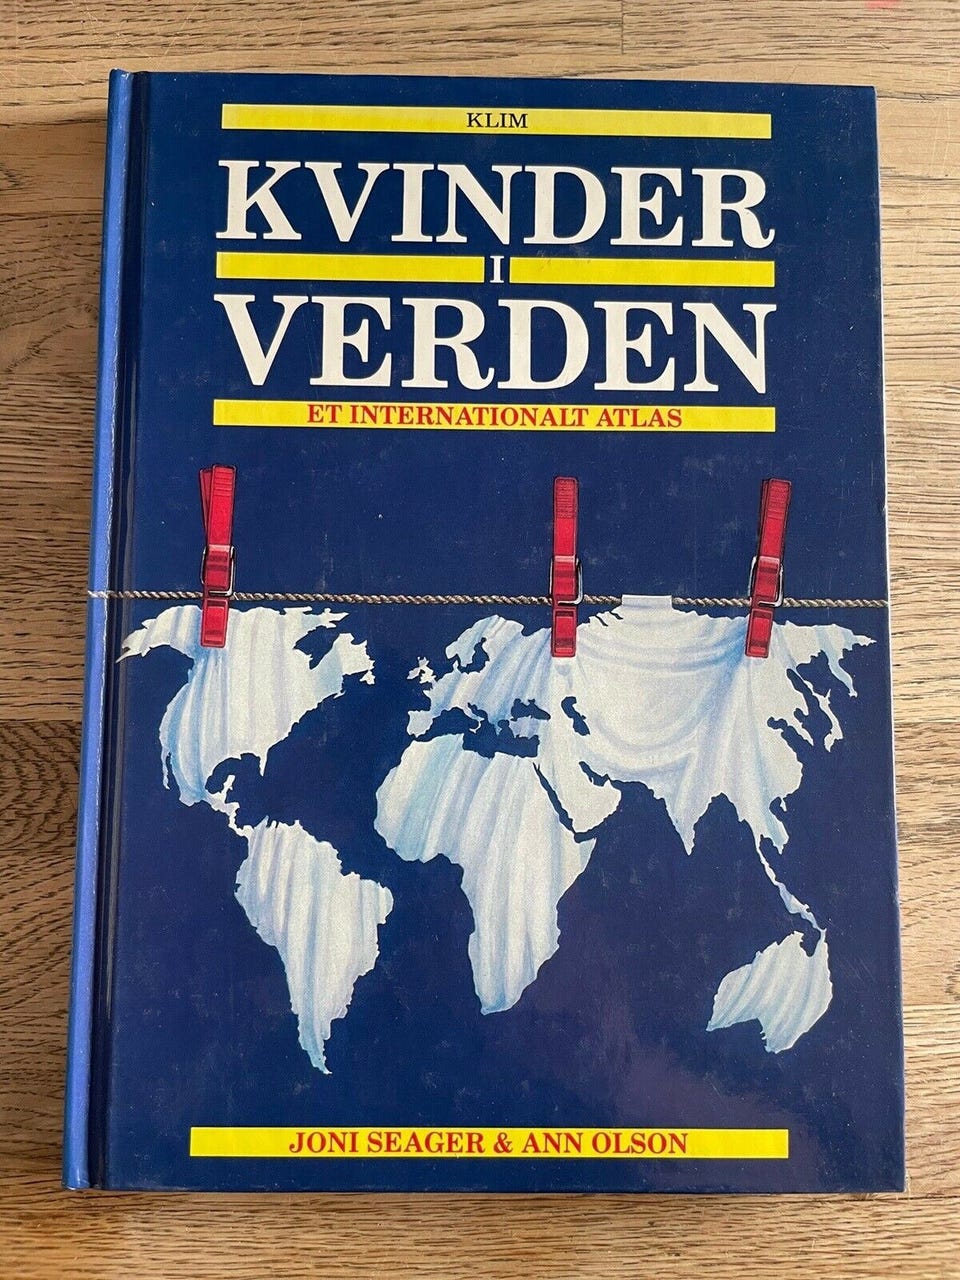 KLIM
KVINDER
I
VERDEN
ET INTERNATIONALT ATLAS
JONI SEAGER & ANN OLSON